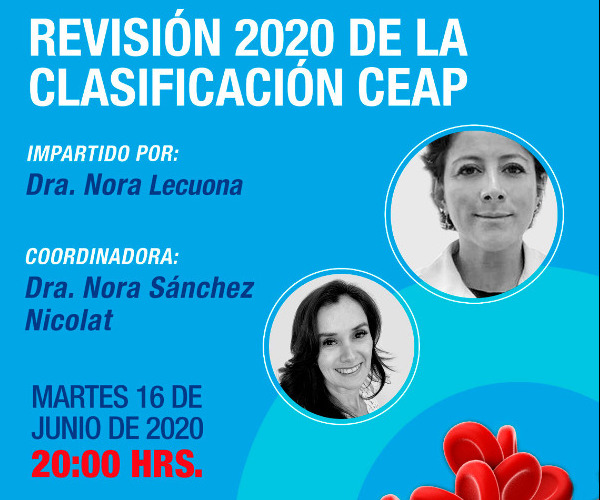 REVISIÓN 2020 DE LA
CLASIFICACIÓN CEAP
IMPARTIDO POR:
Dra. Nora Lecuona
COORDINADORA:
Dra. Nora Sánchez
Nicolat
MARTES 16 DE
JUNIO DE 2020
20:00 HRS.